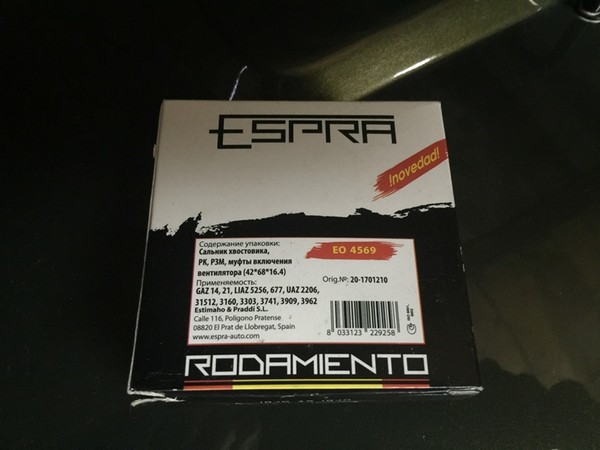 ESPRA
!novedad!
Содержание упаковки:
Сальник хвостовика,
РК, РЗМ, муфты включения
вентилятора (42*68*16.4)
EO 4569
Orig.№: 20-1701210
Применяемость:
GAZ 14, 21, LIAZ 5256, 677, UAZ 2206,
31512, 3160, 3303, 3741, 3909, 3962
Estimaho & Praddi S.L.
Calle 116, Poligono Pratense
08820 El Prat de Llobregat, Spain
www.espra-auto.com
8 033123 229258
RODAMIENTO